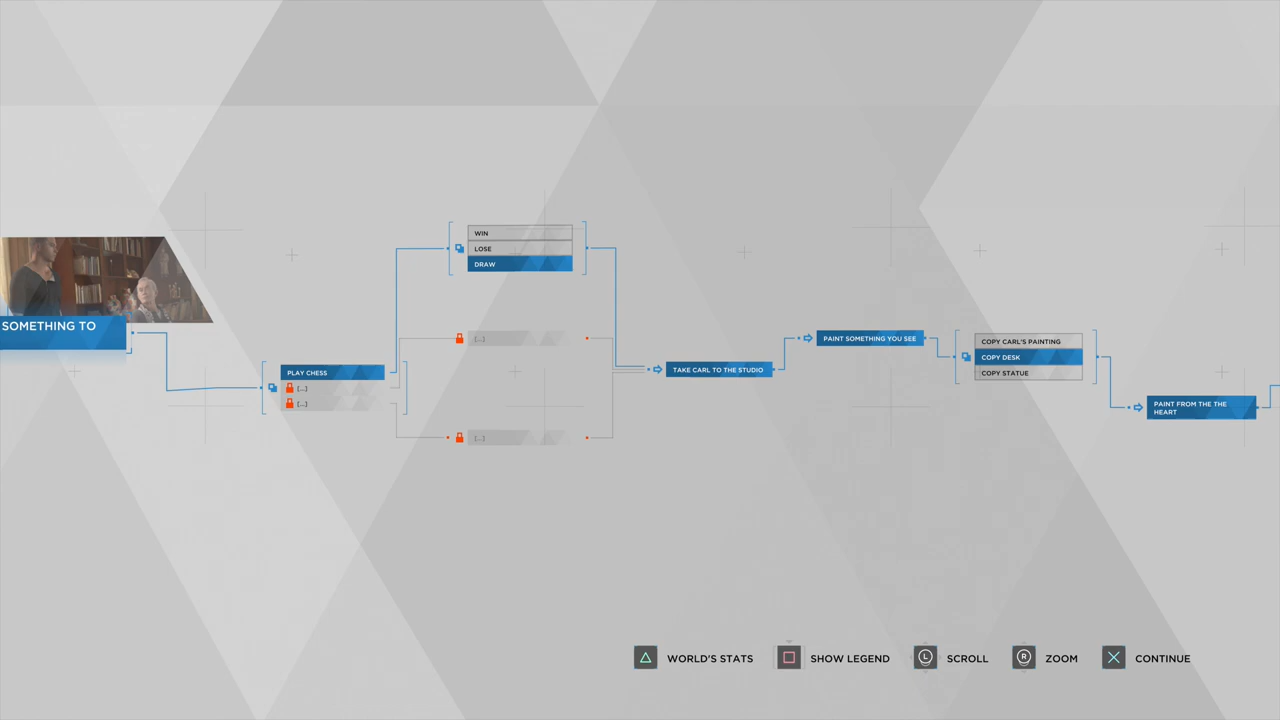 SOMETHING TO
PLAY CHESS
[...]
[...]
WIN
LOSE
DRAW
[...]
[...]
TAKE CARL TO THE STUDIO
PAINT SOMETHING YOU SEE
COPY CARL'S PAINTING
COPY DESK
COPY STATUE
PAINT FROM THE THE
HEART
WORLD'S STATS
SHOW LEGEND
L
SCROLL
R
ZOOM
CONTINUE